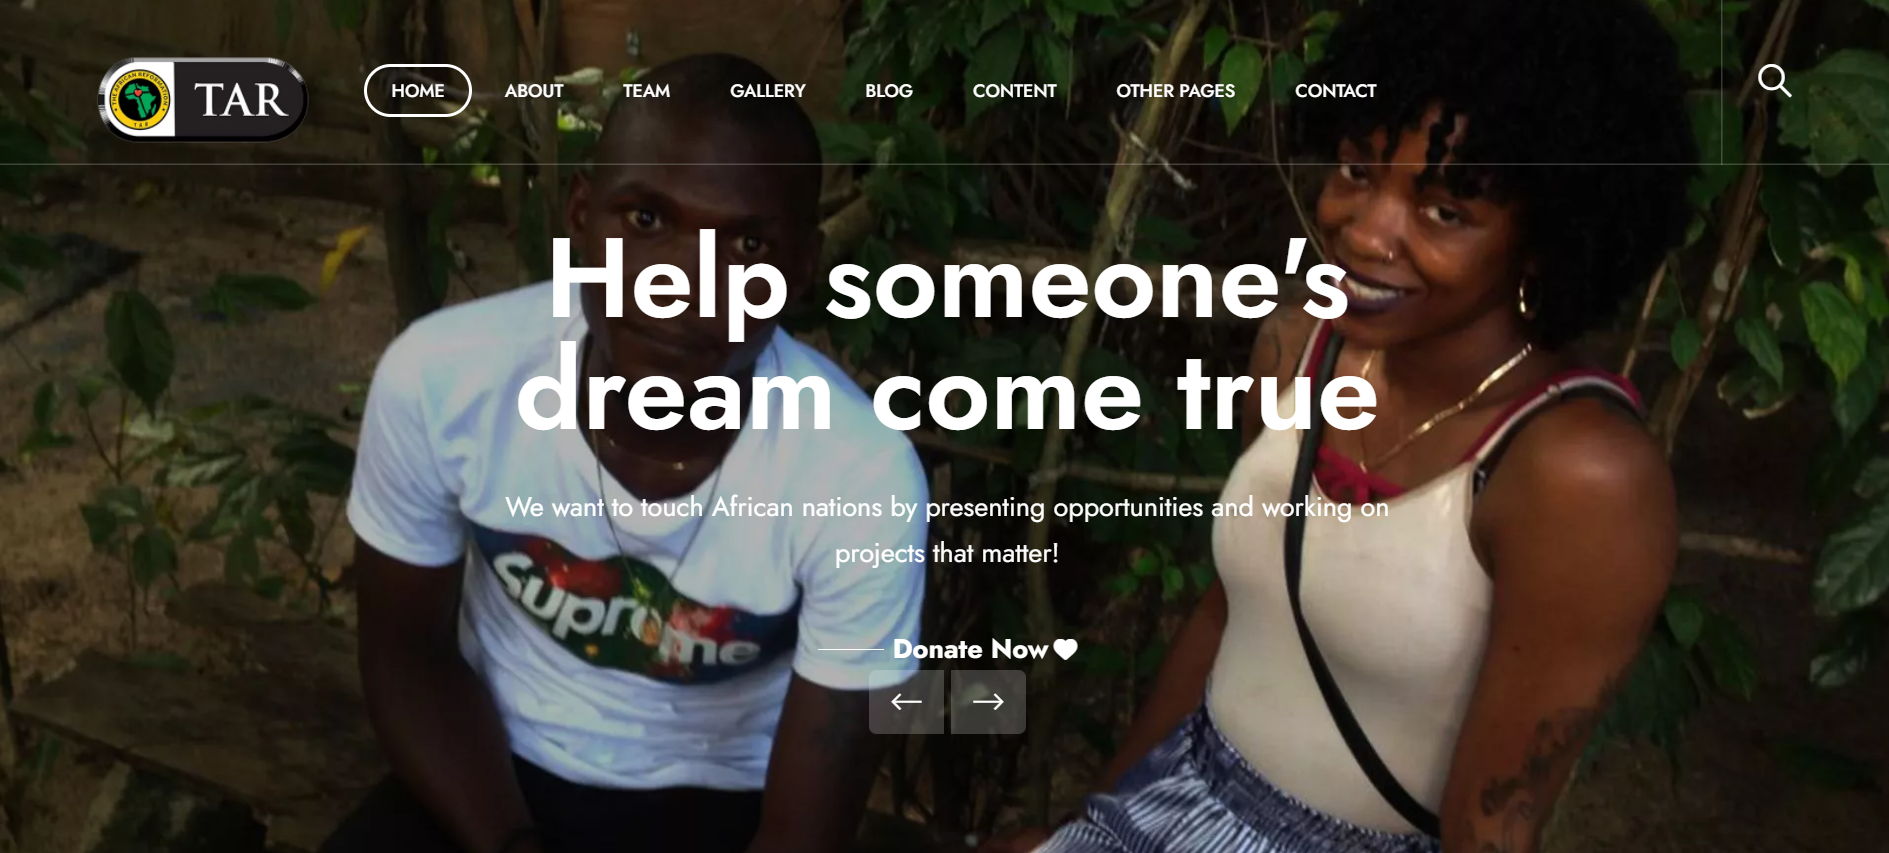 THE AFRICAN REFORMATION
T A R
TAR
HOME
ABOUT
TEAM
GALLERY
BLOG
CONTENT
OTHER PAGES
CONTACT
Help someone's
dream come true
We want to touch African nations by presenting opportunities and working on
projects that matter!
Supreme
Donate Now